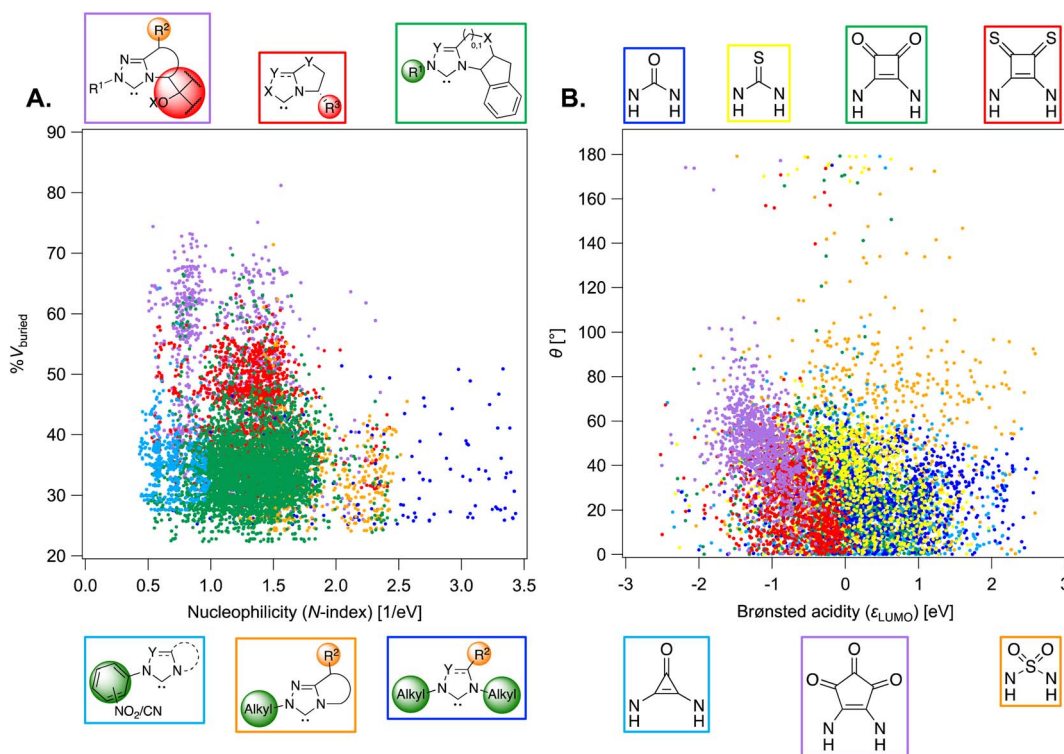 A.
R²
N
N
N
R¹
XO
Y
Y
X
N
R³
( )0,1 X
Y
N
N
R¹
B.
O
N H
N H
S
N H
N H
O O
N H
N H
S S
N H
N H
%Vburied
90
80
70
60
50
40
30
20
0.0 0.5 1.0 1.5 2.0 2.5 3.0 3.5
Nucleophilicity (N-index) [1/eV]
θ [°]
180
160
140
120
100
80
60
40
20
0
-3 -2 -1 0 1 2 3
Brønsted acidity (εLUMO) [eV]
Y
N
N
NO₂/CN
R²
N
N
N
Alkyl
R²
Y
N
N
Alkyl
Alkyl
O
N H
N H
O
O O
N H
N H
O O
S
N H
N H